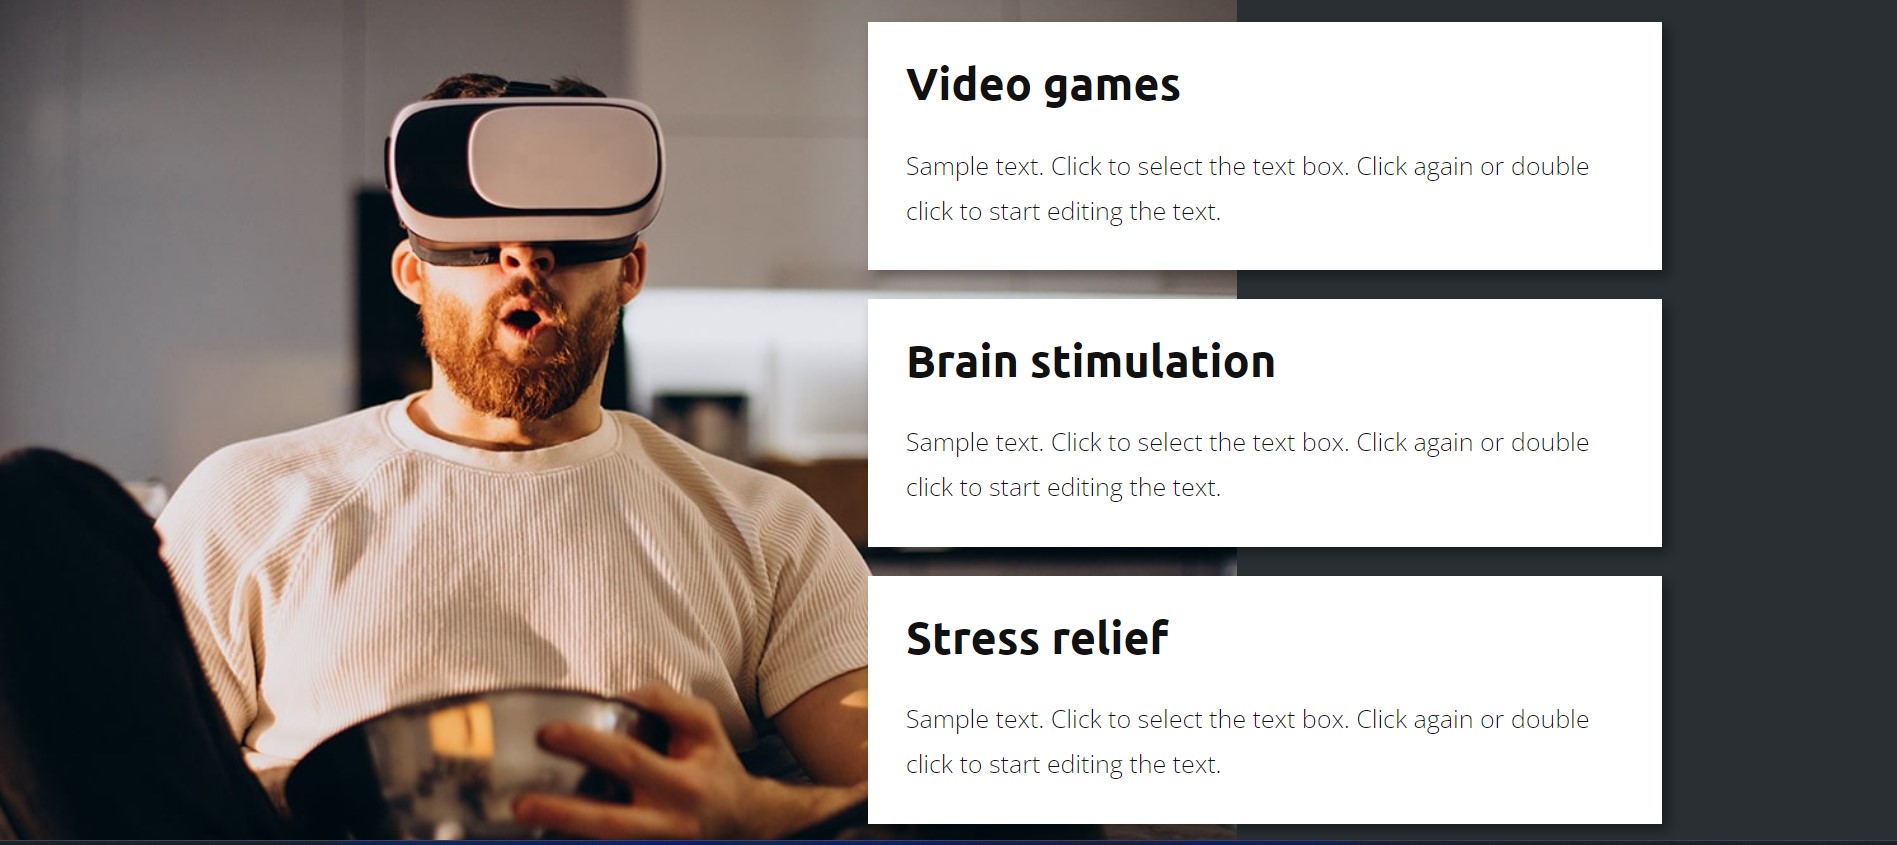 Video games
Sample text. Click to select the text box. Click again or double
click to start editing the text.
Brain stimulation
Sample text. Click to select the text box. Click again or double
click to start editing the text.
Stress relief
Sample text. Click to select the text box. Click again or double
click to start editing the text.